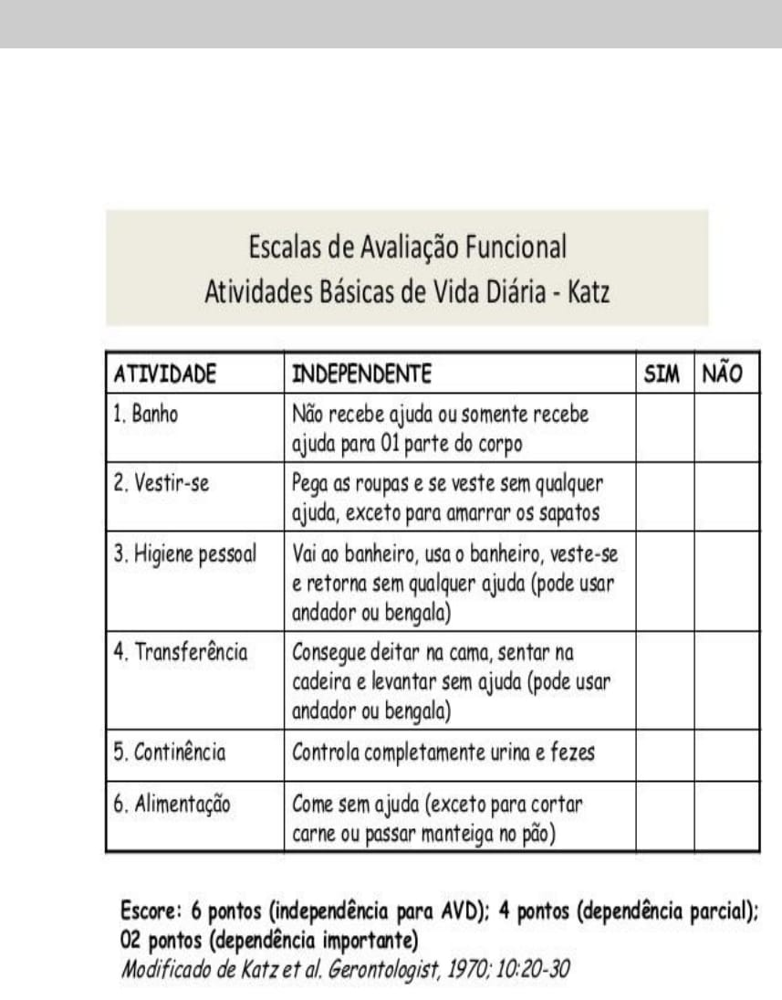 Escalas de Avaliação Funcional
Atividades Básicas de Vida Diária - Katz
ATIVIDADE INDEPENDENTE SIM NÃO
1. Banho Não recebe ajuda ou somente recebe
ajuda para 01 parte do corpo
2. Vestir-se Pega as roupas e se veste sem qualquer
ajuda, exceto para amarrar os sapatos
3. Higiene pessoal Vai ao banheiro, usa o banheiro, veste-se
e retorna sem qualquer ajuda (pode usar
andador ou bengala)
4. Transferência Consegue deitar na cama, sentar na
cadeira e levantar sem ajuda (pode usar
andador ou bengala)
5. Continência Controla completamente urina e fezes
6. Alimentação Come sem ajuda (exceto para cortar
carne ou passar manteiga no pão)
Escore: 6 pontos (independência para AVD); 4 pontos (dependência parcial);
02 pontos (dependência importante)
Modificado de Katz et al. Gerontologist, 1970; 10:20-30